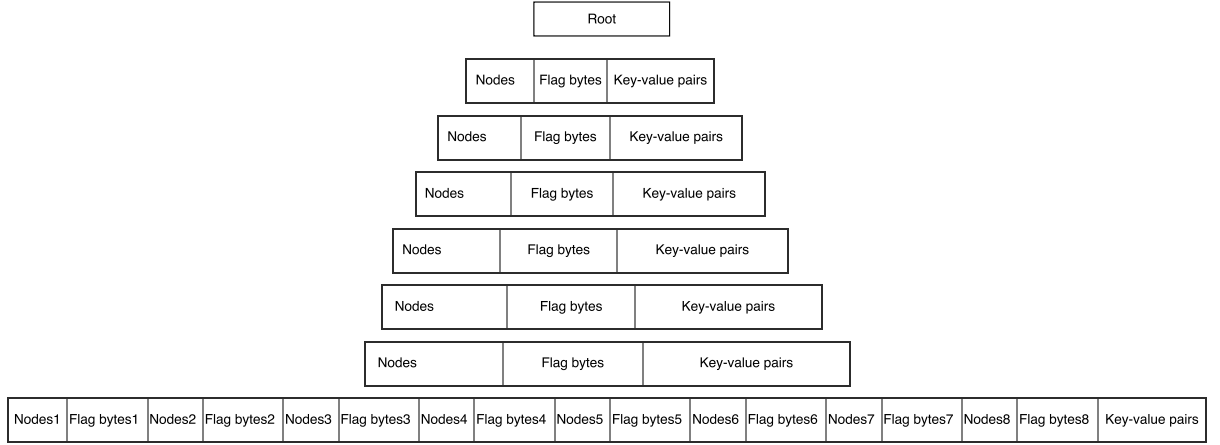 Root
Nodes Flag bytes Key-value pairs
Nodes Flag bytes Key-value pairs
Nodes Flag bytes Key-value pairs
Nodes Flag bytes Key-value pairs
Nodes Flag bytes Key-value pairs
Nodes Flag bytes Key-value pairs
Nodes1 Flag bytes1 Nodes2 Flag bytes2 Nodes3 Flag bytes3 Nodes4 Flag bytes4 Nodes5 Flag bytes5 Nodes6 Flag bytes6 Nodes7 Flag bytes7 Nodes8 Flag bytes8 Key-value pairs